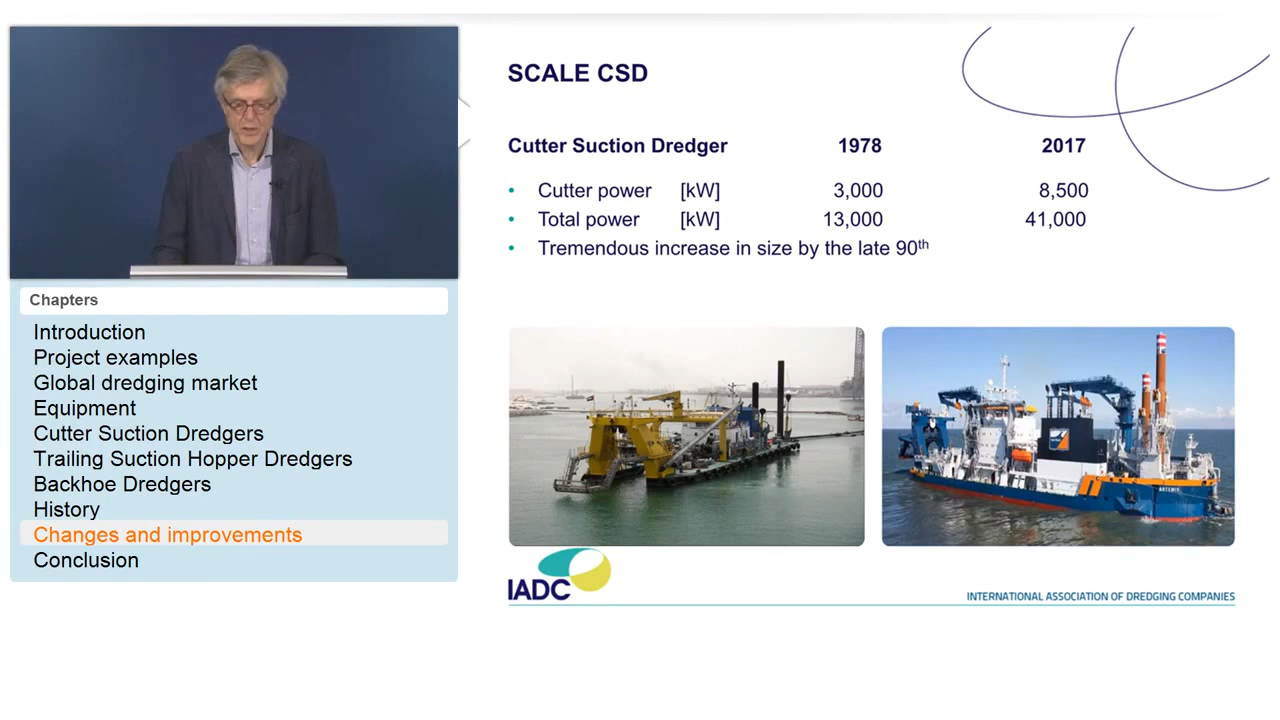 SCALE CSD
Cutter Suction Dredger 1978 2017
• Cutter power [kW] 3,000 8,500
• Total power [kW] 13,000 41,000
• Tremendous increase in size by the late 90th
Chapters
Introduction
Project examples
Global dredging market
Equipment
Cutter Suction Dredgers
Trailing Suction Hopper Dredgers
Backhoe Dredgers
History
Changes and improvements
Conclusion
ARTEMIS
IADC
INTERNATIONAL ASSOCIATION OF DREDGING COMPANIES